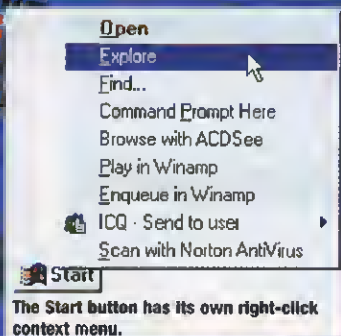 Open
Explore
Find...
Command Prompt Here
Browse with ACDSee
Play in Winamp
Enqueue in Winamp
ICQ - Send to user
Scan with Norton AntiVirus
Start
The Start button has its own right-click
context menu.